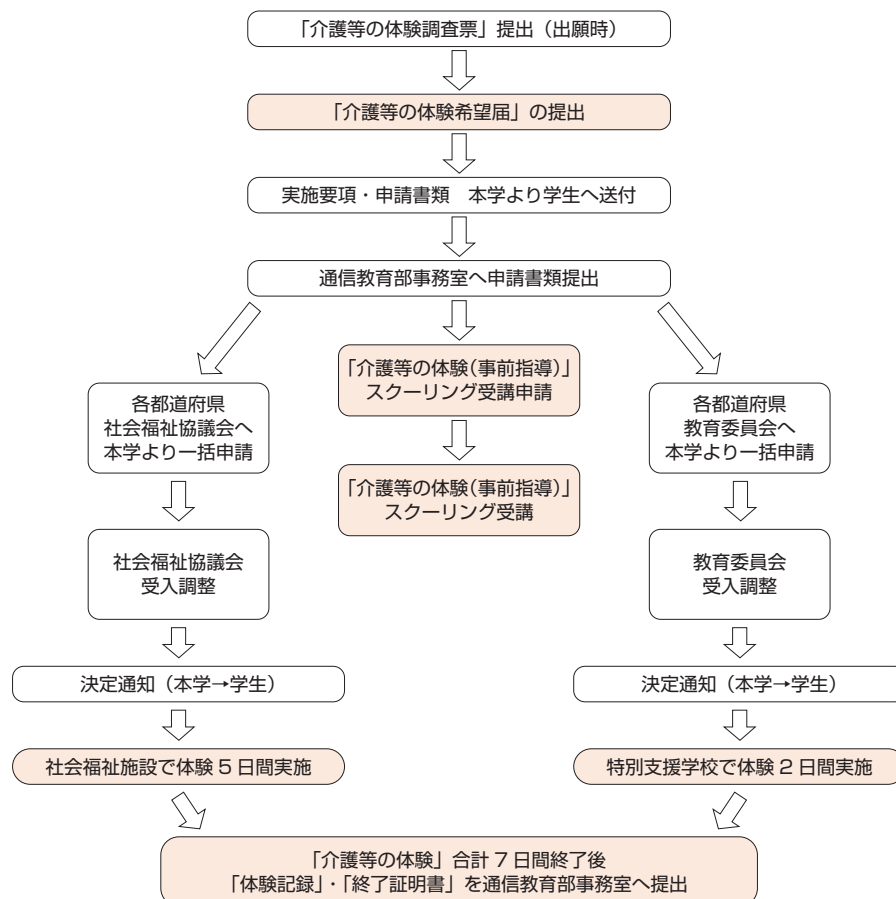 「介護等の体験調査票」提出（出願時）
「介護等の体験希望届」の提出
実施要項・申請書類　本学より学生へ送付
通信教育部事務室へ申請書類提出
各都道府県
社会福祉協議会へ
本学より一括申請
「介護等の体験（事前指導）」
スクーリング受講申請
各都道府県
教育委員会へ
本学より一括申請
「介護等の体験（事前指導）」
スクーリング受講
社会福祉協議会
受入調整
教育委員会
受入調整
決定通知（本学→学生）
決定通知（本学→学生）
社会福祉施設で体験５日間実施
特別支援学校で体験２日間実施
「介護等の体験」合計７日間終了後
「体験記録」・「終了証明書」を通信教育部事務室へ提出